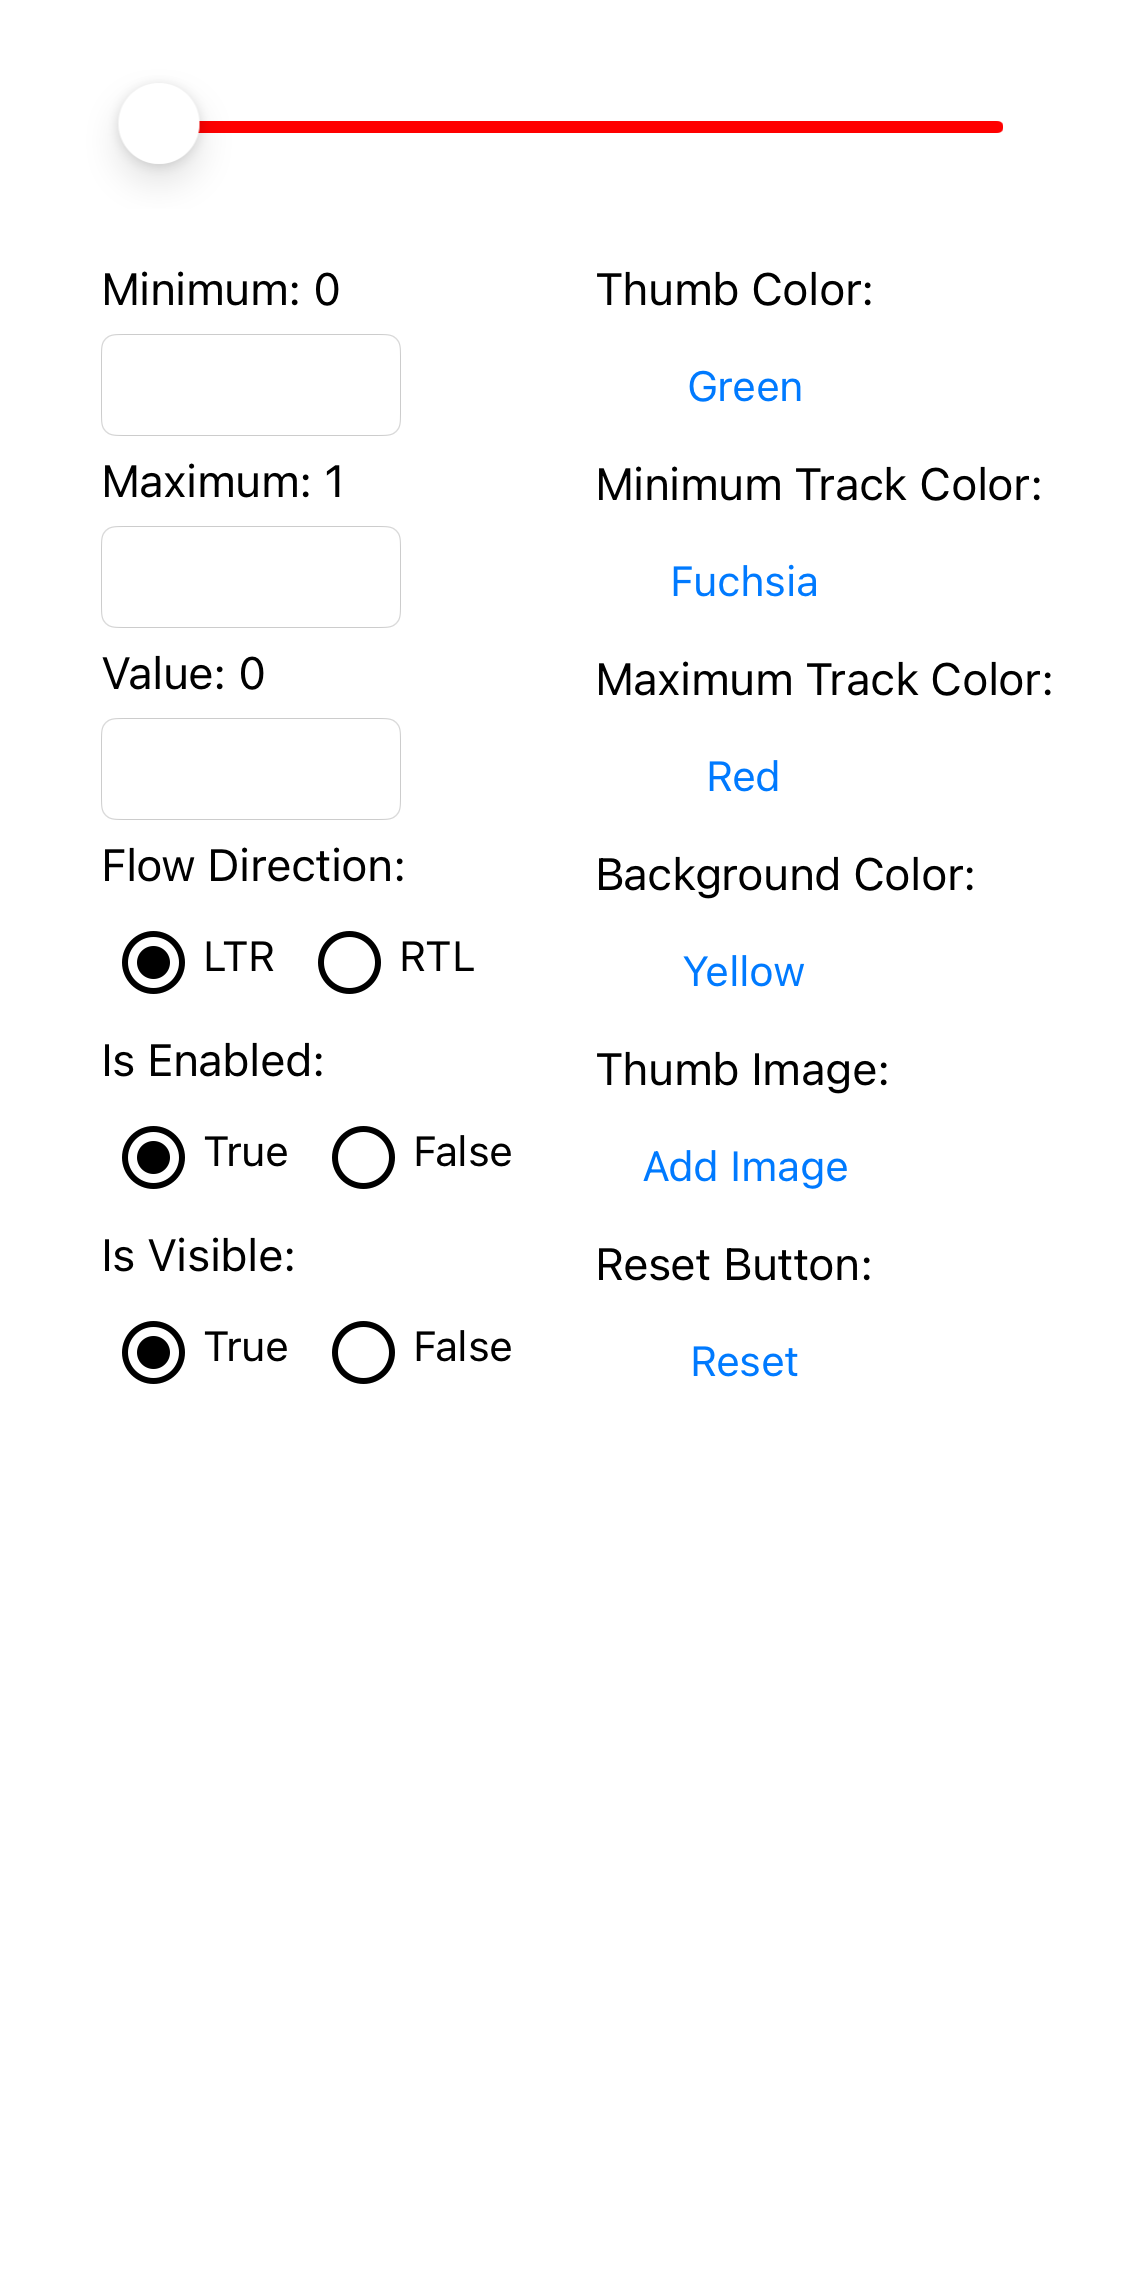 Minimum: 0
Maximum: 1
Value: 0
Flow Direction:
LTR RTL
Is Enabled:
True False
Is Visible:
True False
Thumb Color:
Green
Minimum Track Color:
Fuchsia
Maximum Track Color:
Red
Background Color:
Yellow
Thumb Image:
Add Image
Reset Button:
Reset